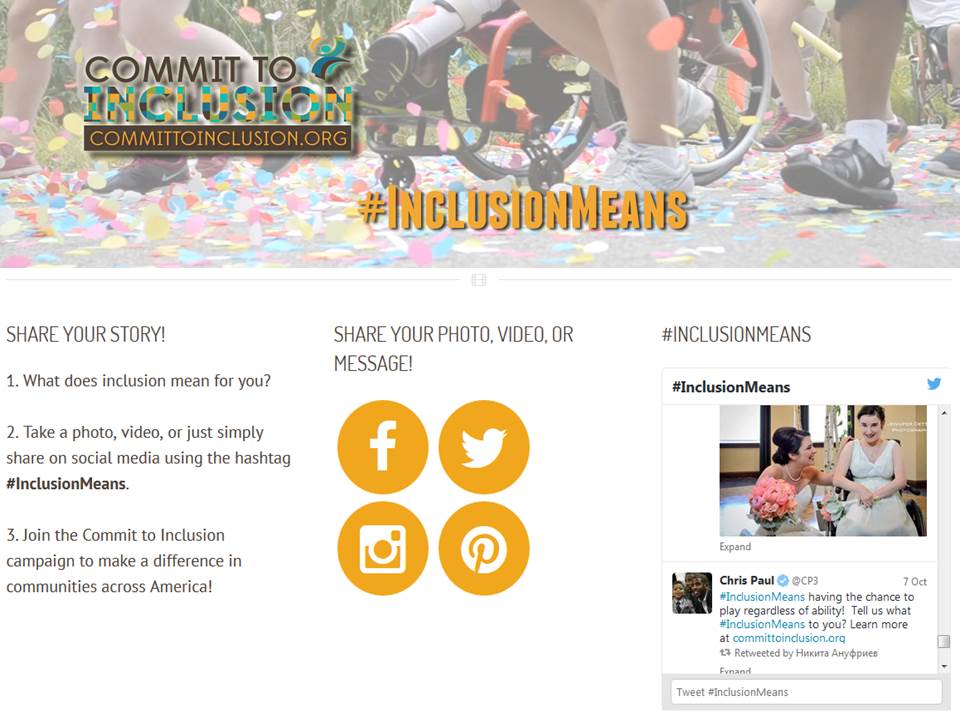 COMMIT TO
INCLUSION
COMMITTOINCLUSION.ORG
#INCLUSIONMEANS
SHARE YOUR STORY!
1. What does inclusion mean for you?
2. Take a photo, video, or just simply
share on social media using the hashtag
#InclusionMeans.
3. Join the Commit to Inclusion
campaign to make a difference in
communities across America!
SHARE YOUR PHOTO, VIDEO, OR
MESSAGE!
#INCLUSIONMEANS
#InclusionMeans
Expand
Chris Paul @CP3 7 Oct
#InclusionMeans having the chance to
play regardless of ability! Tell us what
#InclusionMeans to you? Learn more
at committoinclusion.org
Retweeted by Никита Ануфриев
Expand
Tweet #InclusionMeans